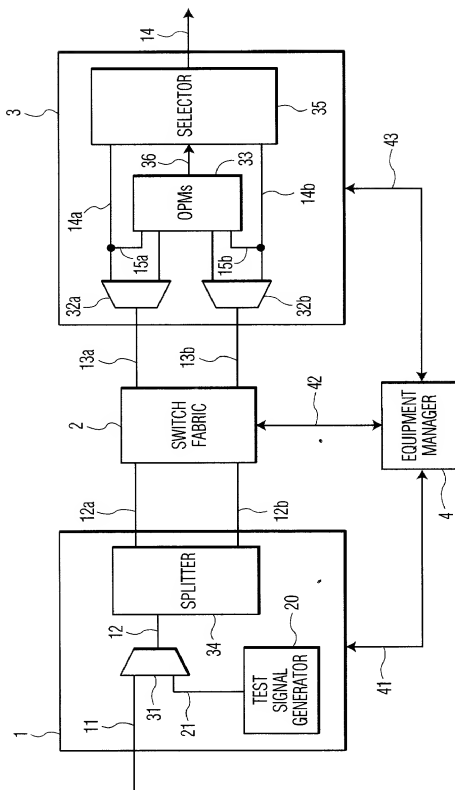 1
11
31
12
21
TEST
SIGNAL
GENERATOR
20
SPLITTER
34
12a
12b
2
SWITCH
FABRIC
13a
13b
3
32a
32b
14a
15a
15b
14b
OPMs
33
36
SELECTOR
35
14
41
42
43
EQUIPMENT
MANAGER
4